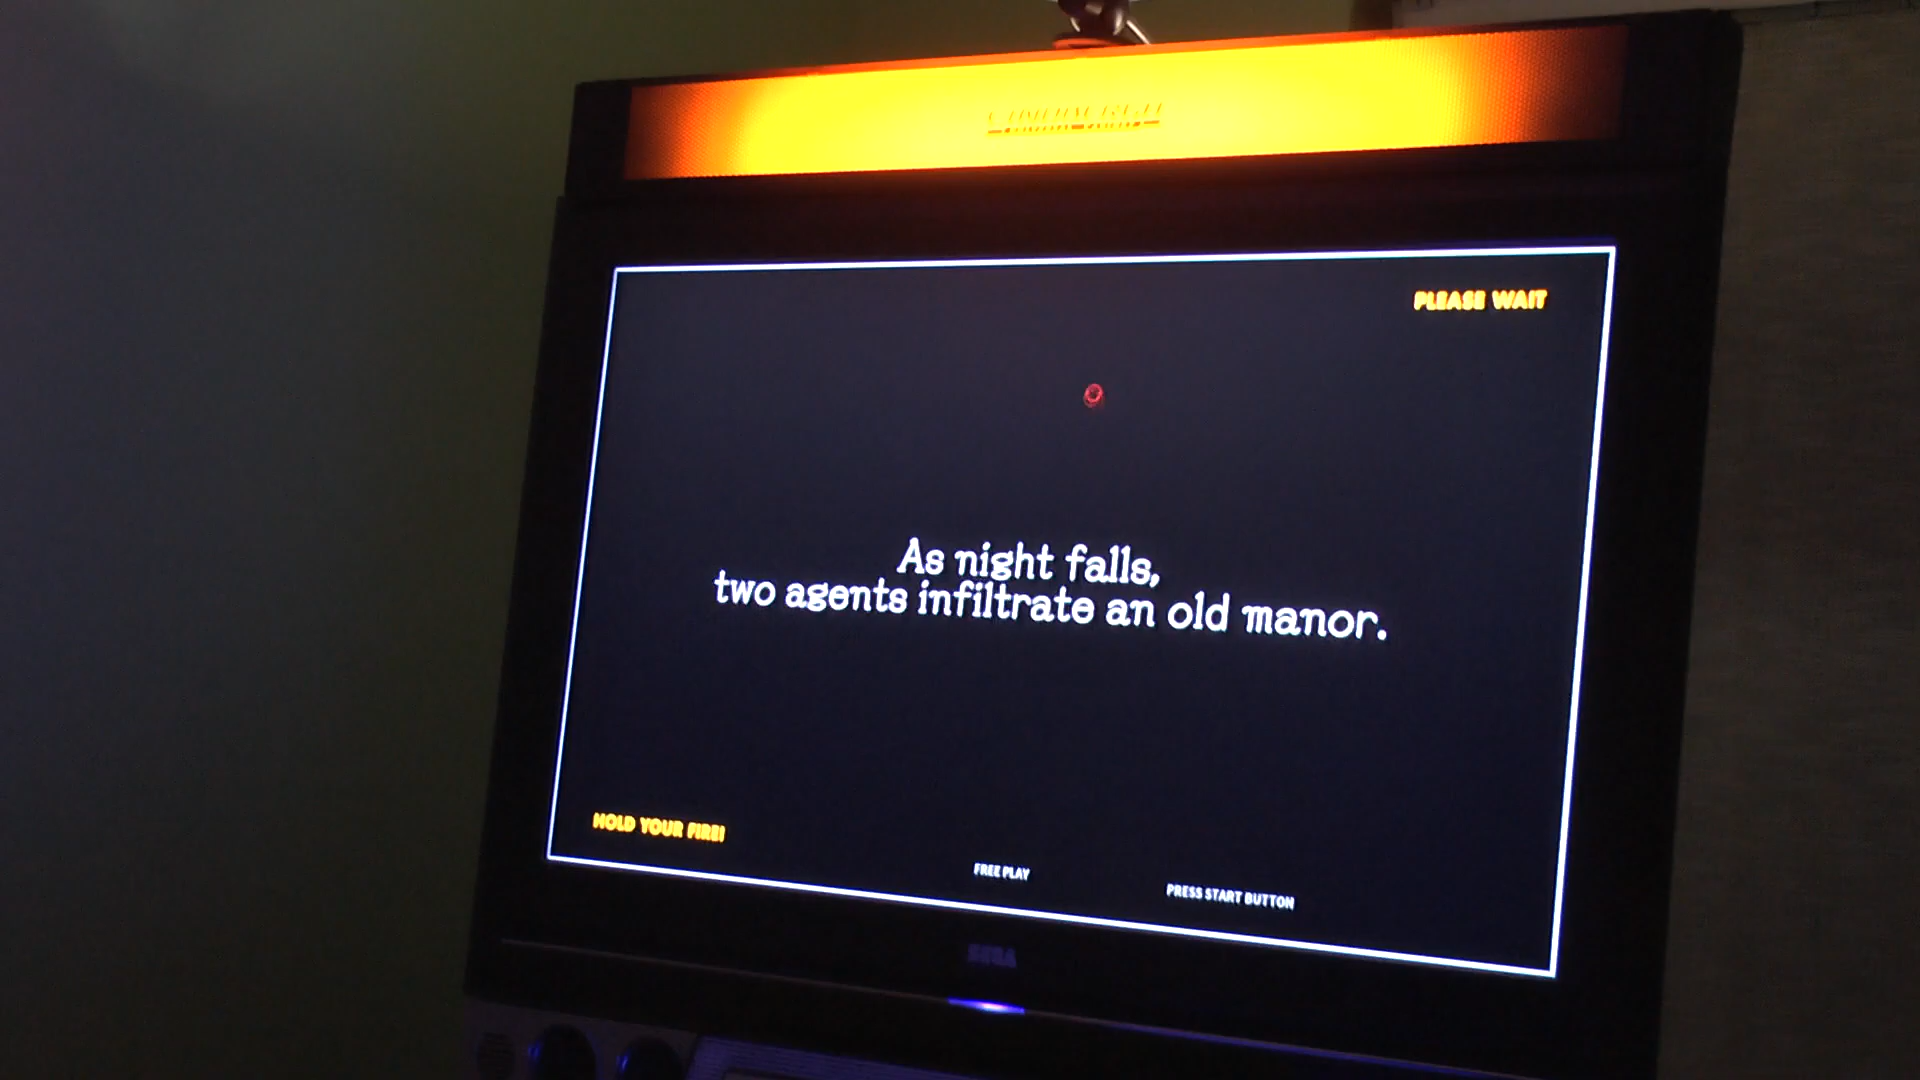 PLEASE WAIT
As night falls,
two agents infiltrate an old manor.
HOLD YOUR FIRE!
FREE PLAY
PRESS START BUTTON
SEGA